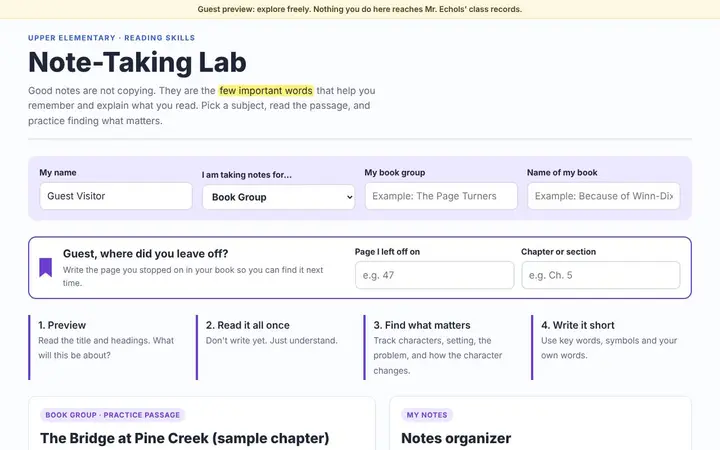 Guest preview: explore freely. Nothing you do here reaches Mr. Echols' class records.
UPPER ELEMENTARY · READING SKILLS
Note-Taking Lab
Good notes are not copying. They are the few important words that help you
remember and explain what you read. Pick a subject, read the passage, and
practice finding what matters.
My name
I am taking notes for...
My book group
Name of my book
Guest Visitor
Book Group
Example: The Page Turners
Example: Because of Winn-Dix
Guest, where did you leave off?
Write the page you stopped on in your book so you can find it next
time.
Page I left off on
Chapter or section
e.g. 47
e.g. Ch. 5
1. Preview
Read the title and headings. What
will this be about?
2. Read it all once
Don't write yet. Just understand.
3. Find what matters
Track characters, setting, the
problem, and how the character
changes.
4. Write it short
Use key words, symbols and your
own words.
BOOK GROUP · PRACTICE PASSAGE
The Bridge at Pine Creek (sample chapter)
MY NOTES
Notes organizer